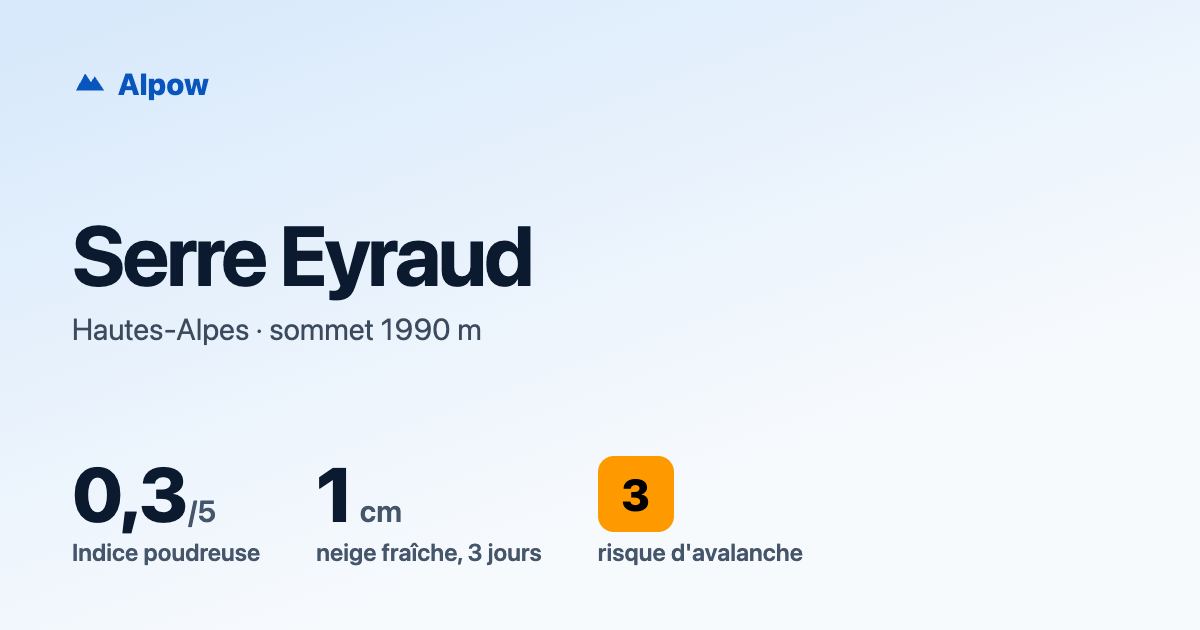 Alpow
Serre Eyraud
Hautes-Alpes · sommet 1990 m
0,3/5
Indice poudreuse
1 cm
neige fraîche, 3 jours
3
risque d'avalanche